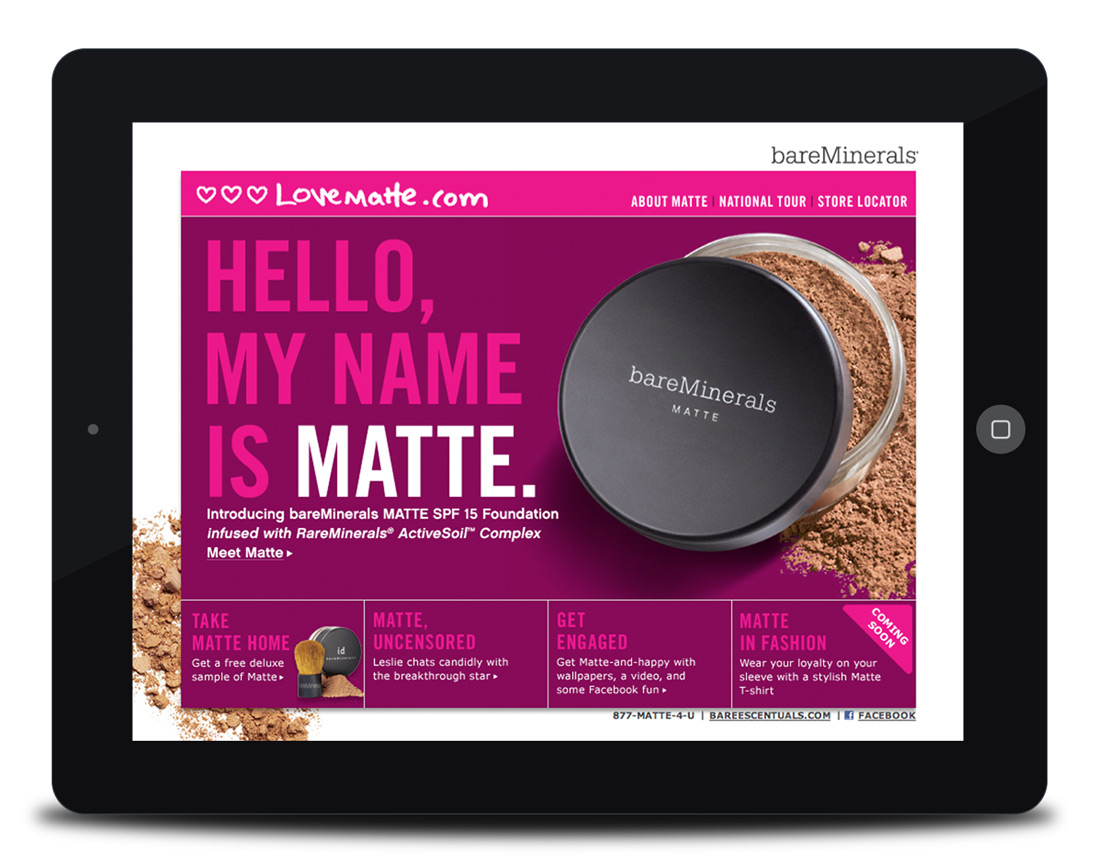 bareMinerals
Lovematte.com
ABOUT MATTE | NATIONAL TOUR | STORE LOCATOR
HELLO,
MY NAME
IS MATTE.
Introducing bareMinerals MATTE SPF 15 Foundation
infused with RareMinerals® ActiveSoil™ Complex
Meet Matte
bareMinerals
MATTE
TAKE
MATTE HOME
Get a free deluxe
sample of Matte
id
bareMinerals
MATTE,
UNCENSORED
Leslie chats candidly with
the breakthrough star
GET
ENGAGED
Get Matte-and-happy with
wallpapers, a video, and
some Facebook fun
MATTE
IN FASHION
Wear your loyalty on your
sleeve with a stylish Matte
T-shirt
COMING
SOON
877-MATTE-4-U | BAREESCENTUALS.COM | FACEBOOK